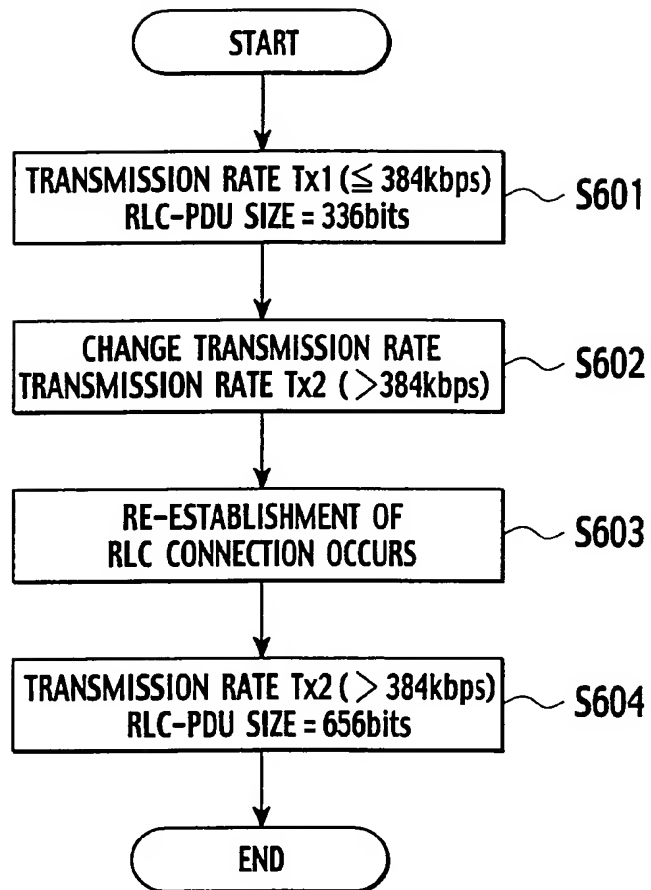 START
TRANSMISSION RATE Tx1 (≦ 384kbps)
RLC-PDU SIZE = 336bits
S601
CHANGE TRANSMISSION RATE
TRANSMISSION RATE Tx2 ( >384kbps)
S602
RE-ESTABLISHMENT OF
RLC CONNECTION OCCURS
S603
TRANSMISSION RATE Tx2 ( > 384kbps)
RLC-PDU SIZE = 656bits
S604
END